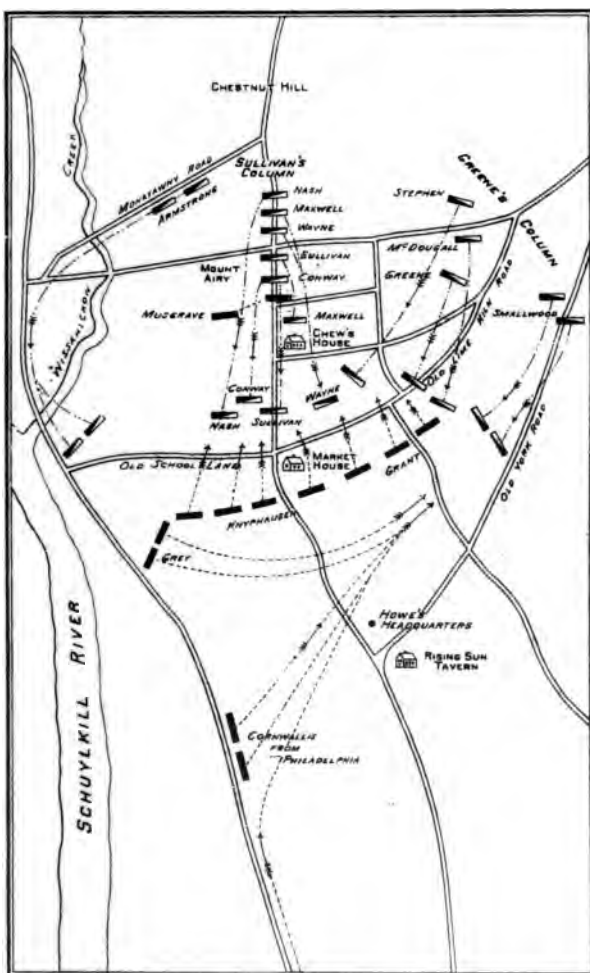 CHESTNUT HILL
CREEK
MONATAWNY ROAD
ARMSTRONG
SULLIVAN'S
COLUMN
NASH
MAXWELL
WAYNE
SULLIVAN
CONWAY
STEPHEN
GREENE'S
COLUMN
McDOUGALL
GREENE
MOUNT
AIRY
MUSGRAVE
MAXWELL
CHEW'S
HOUSE
SMALLWOOD
WISSAHICKON
OLD LIME KILN ROAD
CONWAY
WAYNE
NASH
SULLIVAN
OLD YORK ROAD
OLD SCHOOL LANE
MARKET
HOUSE
GRANT
KNYPHAUSEN
GREY
HOWE'S
HEADQUARTERS
RISING SUN
TAVERN
SCHUYLKILL RIVER
CORNWALLIS
FROM
PHILADELPHIA